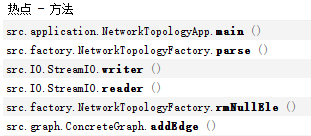 热点 - 方法
src.application.NetworkTopologyApp.main ()
src.factory.NetworkTopologyFactory.parse ()
src.IO.StreamIO.writer ()
src.IO.StreamIO.reader ()
src.factory.NetworkTopologyFactory.rmNullEle ()
src.graph.ConcreteGraph.addEdge ()